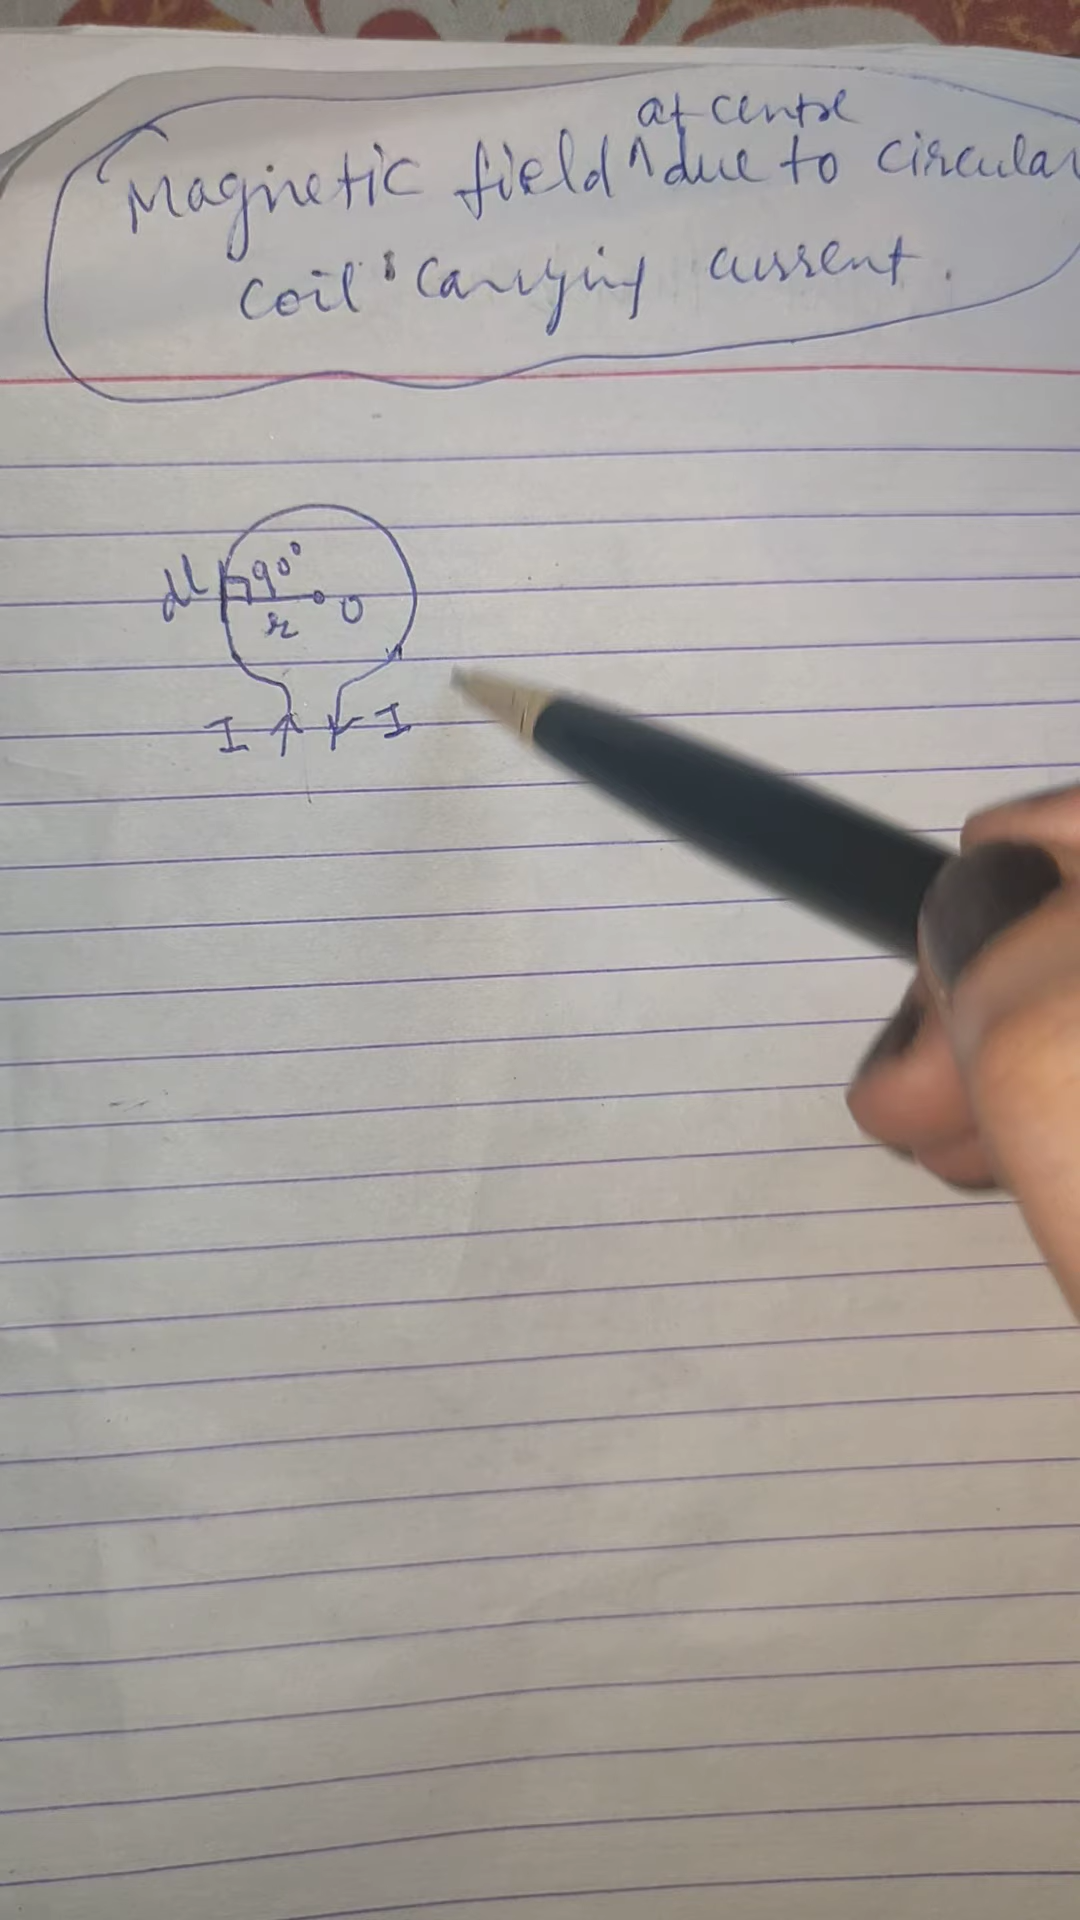 at centre
Magnetic field ^ due to circular
coil carrying current.
dl 90° r O
I I